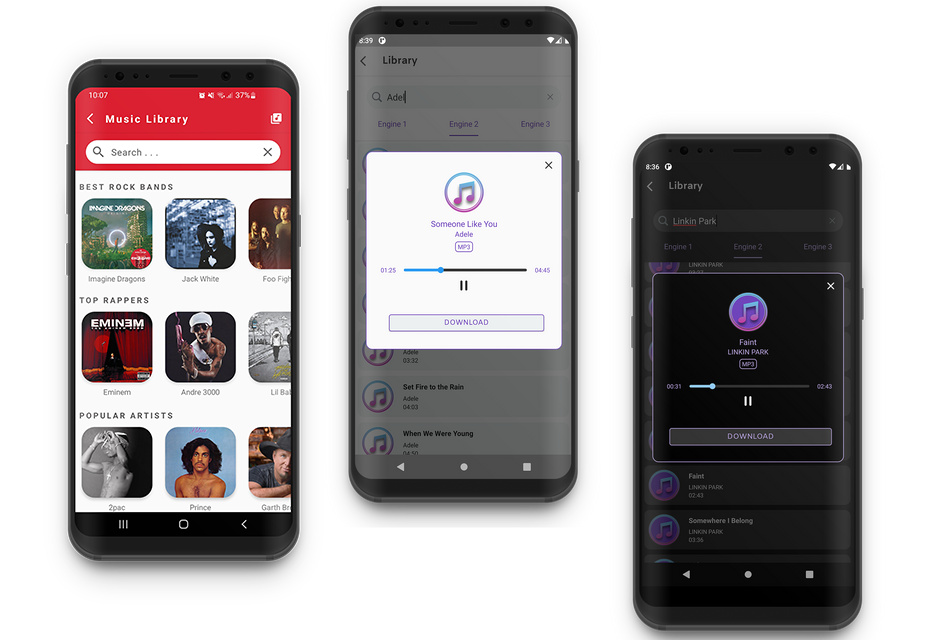 10:07
37%
Music Library
Search . . .
BEST ROCK BANDS
IMAGINE DRAGONS
Imagine Dragons
Jack White
Foo Figh
TOP RAPPERS
EMINEM
Eminem
Andre 3000
Lil Bab
POPULAR ARTISTS
2pac
Prince
Garth Bro
8:39
Library
Adel
Engine 1
Engine 2
Engine 3
Someone Like You
Adele
MP3
01:25
04:45
DOWNLOAD
Adele
03:32
Set Fire to the Rain
Adele
04:03
When We Were Young
Adele
04:50
8:36
Library
Linkin Park
Engine 1
Engine 2
Engine 3
LINKIN PARK
03:37
Faint
LINKIN PARK
MP3
00:31
02:43
DOWNLOAD
Faint
LINKIN PARK
02:43
Somewhere I Belong
LINKIN PARK
03:36